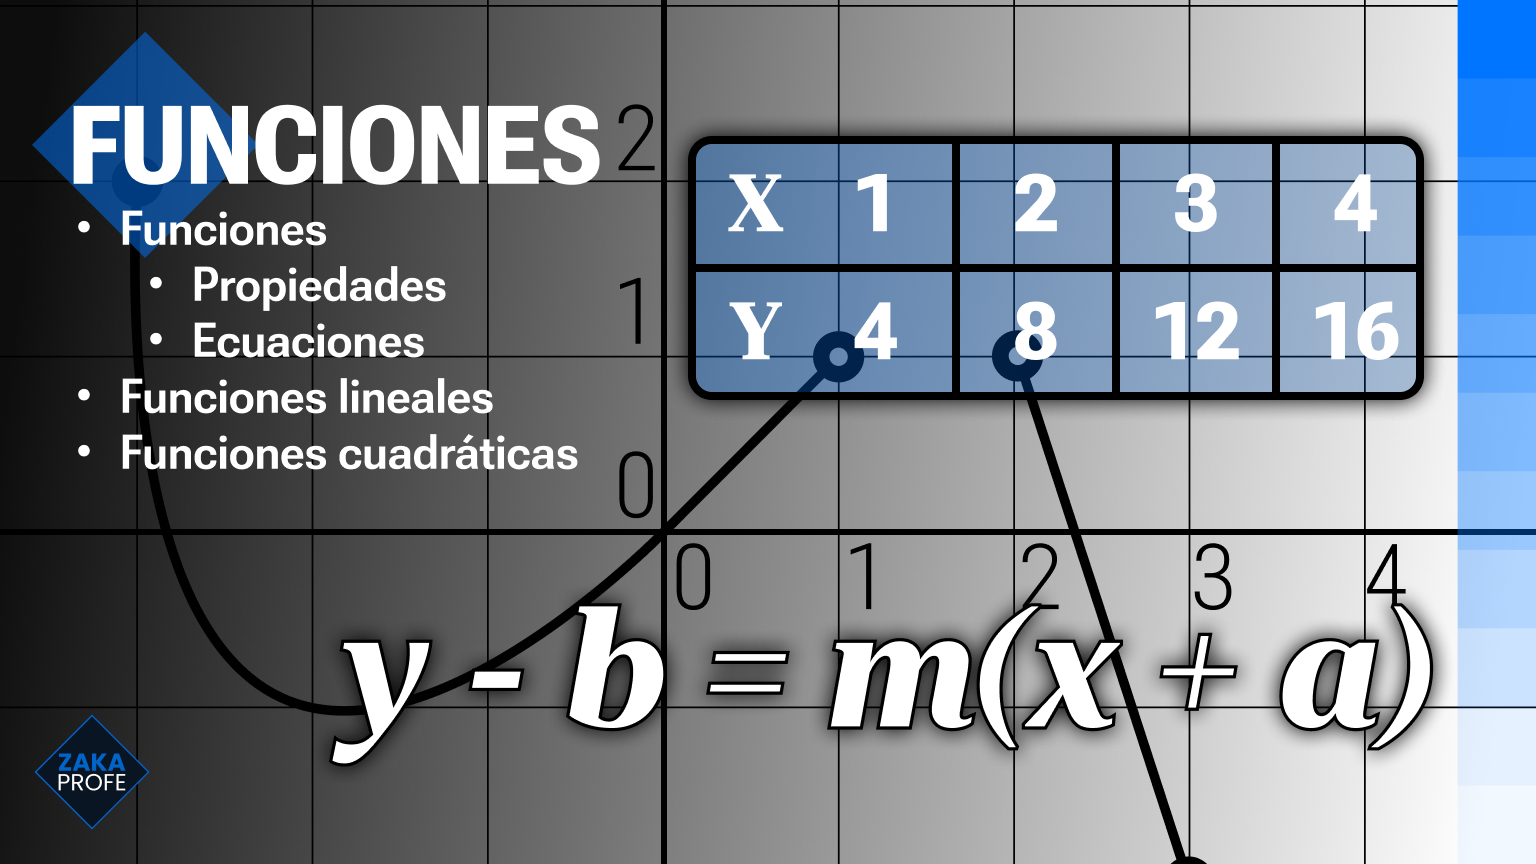 FUNCIONES
• Funciones
• Propiedades
• Ecuaciones
• Funciones lineales
• Funciones cuadráticas
2
1
0
X 1 2 3 4
Y 4 8 12 16
0 1 2 3 4
y - b = m(x + a)
ZAKA
PROFE